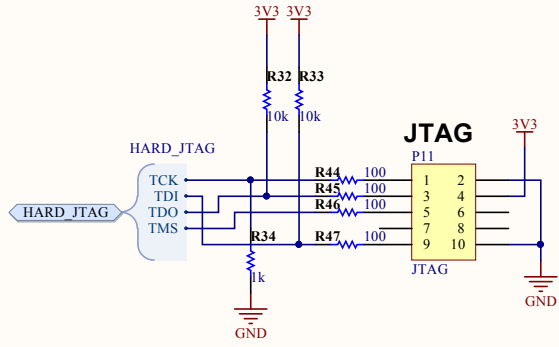 3V3 3V3
R32 R33
10k 10k
JTAG
3V3
HARD_JTAG
P11
TCK
TDI
TDO
TMS
HARD_JTAG
R44 100
R45 100
R46 100
R47 100
1 2
3 4
5 6
7 8
9 10
R34
1k
JTAG
GND
GND